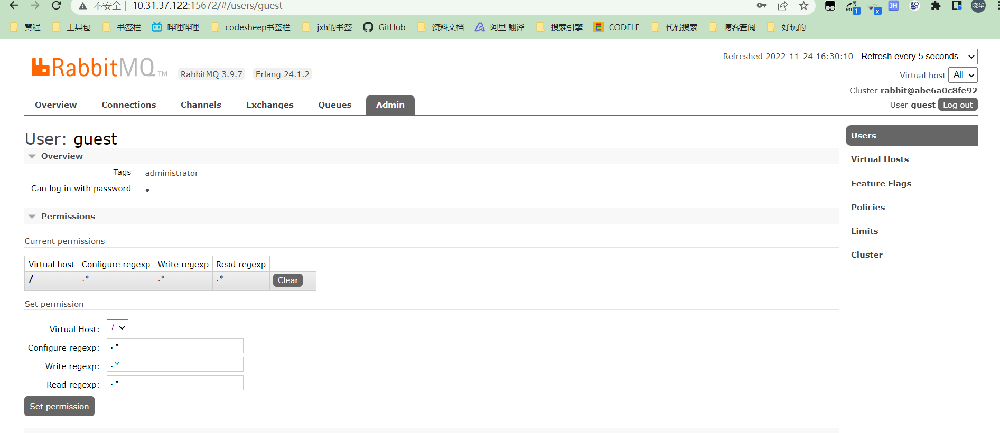 不安全 | 10.31.37.122:15672/#/users/guest
慧程 工具包 书签栏 哔哩哔哩 codesheep书签栏 jxh的书签 GitHub 资料文档 阿里 翻译 搜索引擎 CODELF 代码搜索 博客查阅 好玩的
Refreshed 2022-11-24 16:30:10 Refresh every 5 seconds
RabbitMQ TM RabbitMQ 3.9.7 Erlang 24.1.2
Virtual host All
Cluster rabbit@abe6a0c8fe92
User guest Log out
Overview Connections Channels Exchanges Queues Admin
User: guest
Overview
Tags administrator
Can log in with password ●
Permissions
Current permissions
Virtual host Configure regexp Write regexp Read regexp
/ .* .* .* Clear
Set permission
Virtual Host: /
Configure regexp: .*
Write regexp: .*
Read regexp: .*
Set permission
Users
Virtual Hosts
Feature Flags
Policies
Limits
Cluster
英
en
1
x
JH
晓华